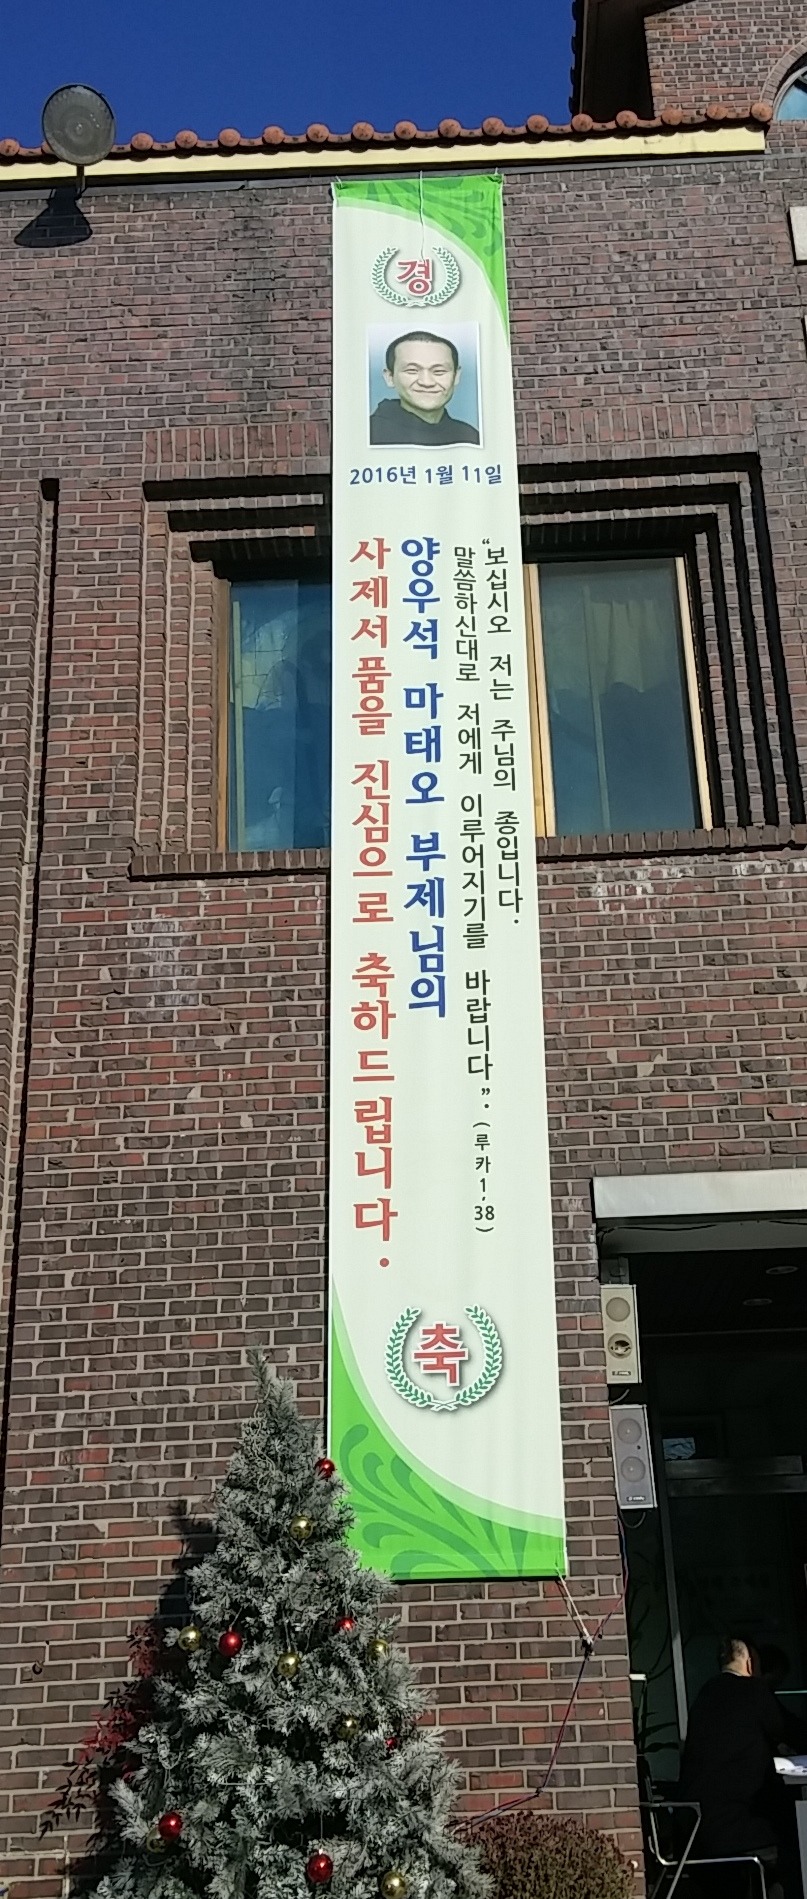 경
2016년 1월 11일
“보십시오 저는 주님의 종입니다.
말씀하신대로 저에게 이루어지기를 바랍니다”. (루카1,38)
양우석 마태오 부제님의
사제서품을 진심으로 축하드립니다.
축